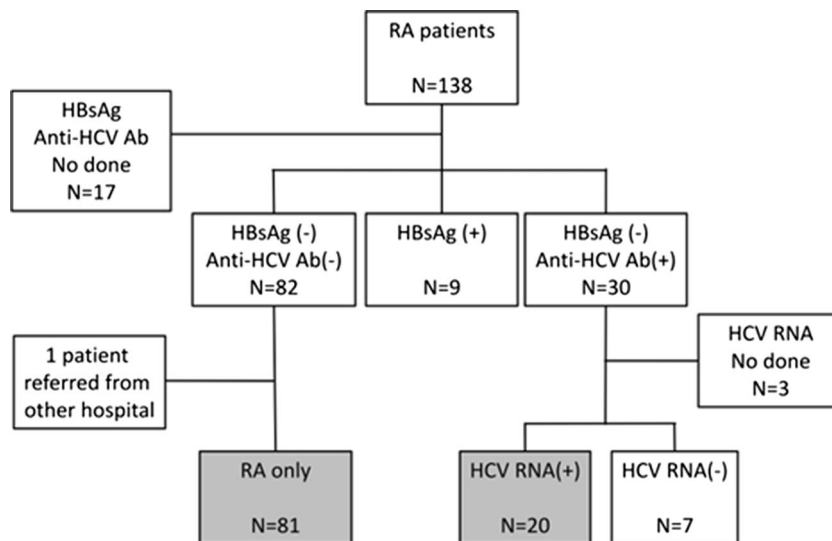 RA patients
N=138
HBsAg
Anti-HCV Ab
No done
N=17
HBsAg (-)
Anti-HCV Ab(-)
N=82
HBsAg (+)
N=9
HBsAg (-)
Anti-HCV Ab(+)
N=30
1 patient
referred from
other hospital
HCV RNA
No done
N=3
RA only
N=81
HCV RNA(+)
N=20
HCV RNA(-)
N=7